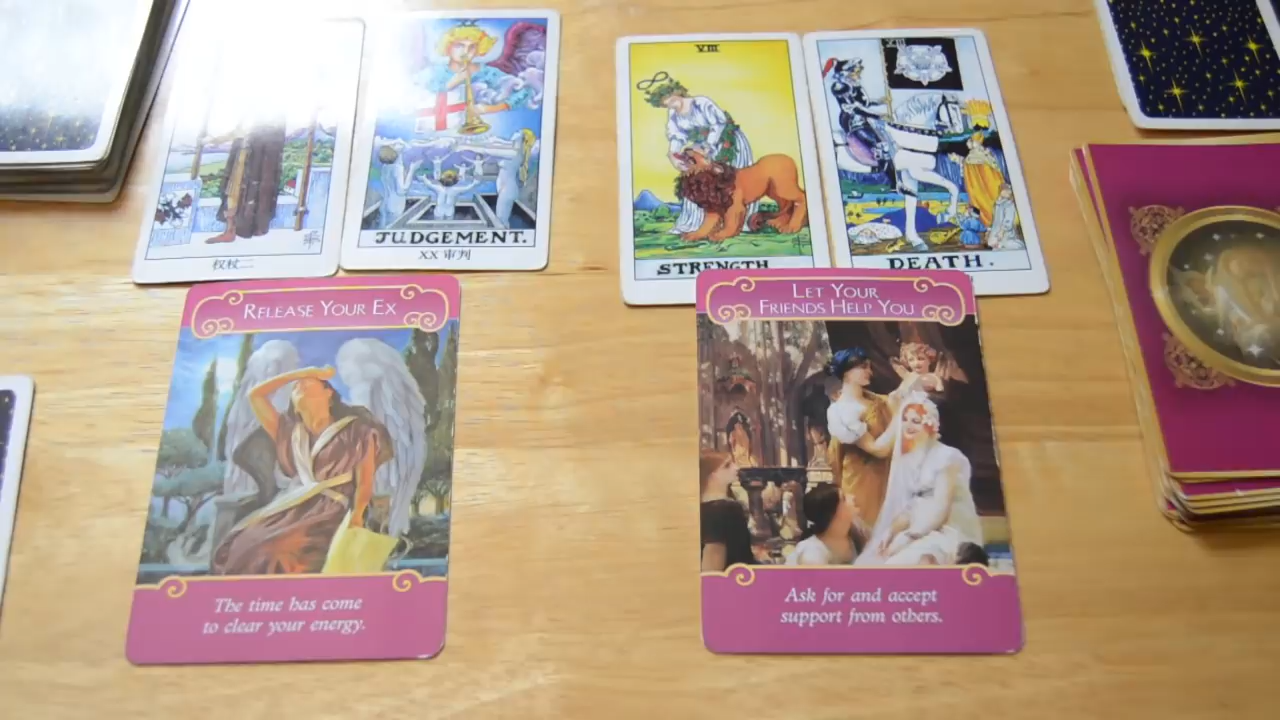 XX
JUDGEMENT.
权杖二
XX 审判
VIII
STRENGTH
XIII
DEATH.
RELEASE YOUR EX
The time has come
to clear your energy.
LET YOUR
FRIENDS HELP YOU
Ask for and accept
support from others.